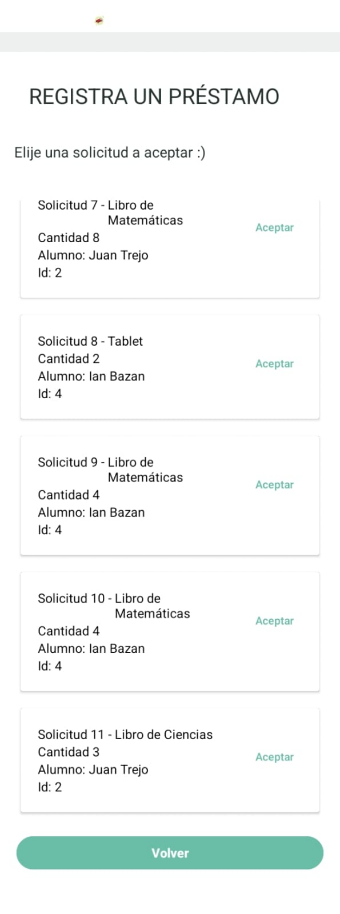 REGISTRA UN PRÉSTAMO
Elije una solicitud a aceptar :)
Solicitud 7 - Libro de
Matemáticas
Cantidad 8
Alumno: Juan Trejo
Id: 2
Aceptar
Solicitud 8 - Tablet
Cantidad 2
Alumno: Ian Bazan
Id: 4
Aceptar
Solicitud 9 - Libro de
Matemáticas
Cantidad 4
Alumno: Ian Bazan
Id: 4
Aceptar
Solicitud 10 - Libro de
Matemáticas
Cantidad 4
Alumno: Ian Bazan
Id: 4
Aceptar
Solicitud 11 - Libro de Ciencias
Cantidad 3
Alumno: Juan Trejo
Id: 2
Aceptar
Volver